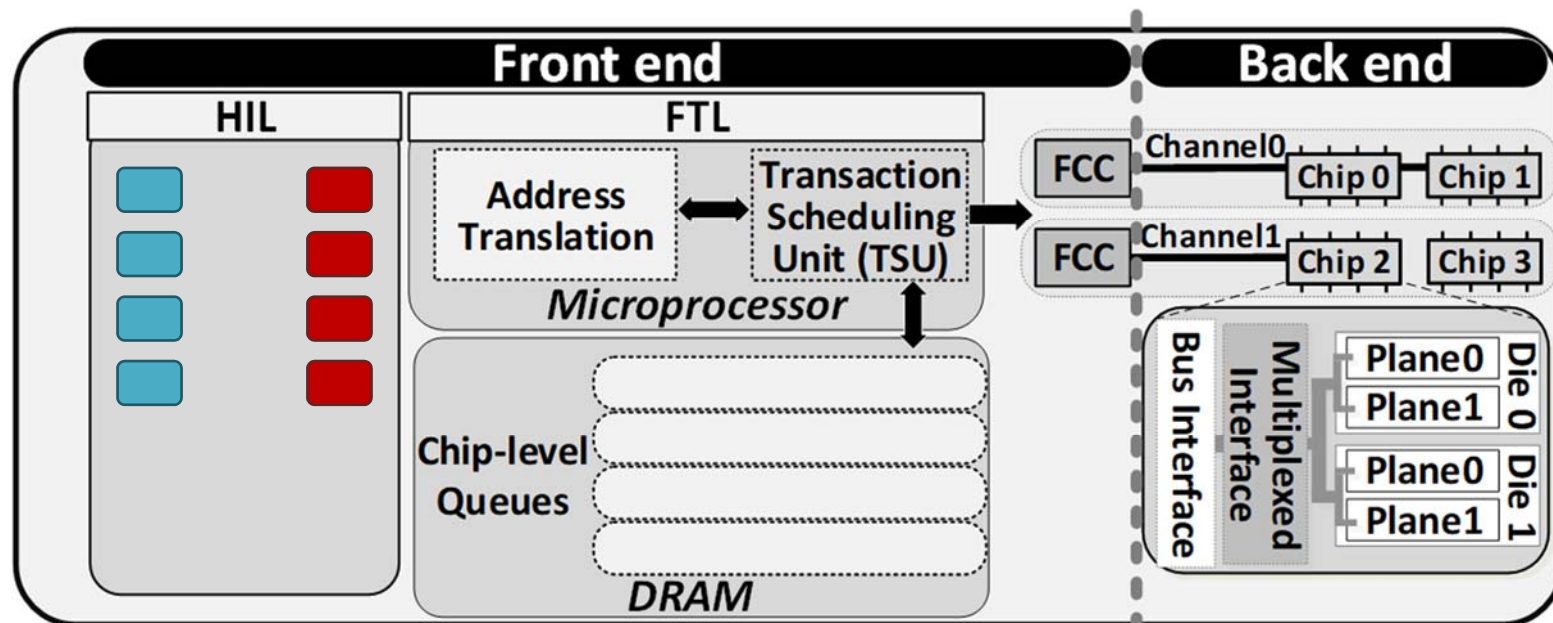 Front end
Back end
HIL
FTL
Address
Translation
Transaction
Scheduling
Unit (TSU)
Microprocessor
Chip-level
Queues
DRAM
FCC
Channel0
Chip 0
Chip 1
FCC
Channel1
Chip 2
Chip 3
Bus Interface
Multiplexed
Interface
Plane0
Plane1
Die 0
Plane0
Plane1
Die 1